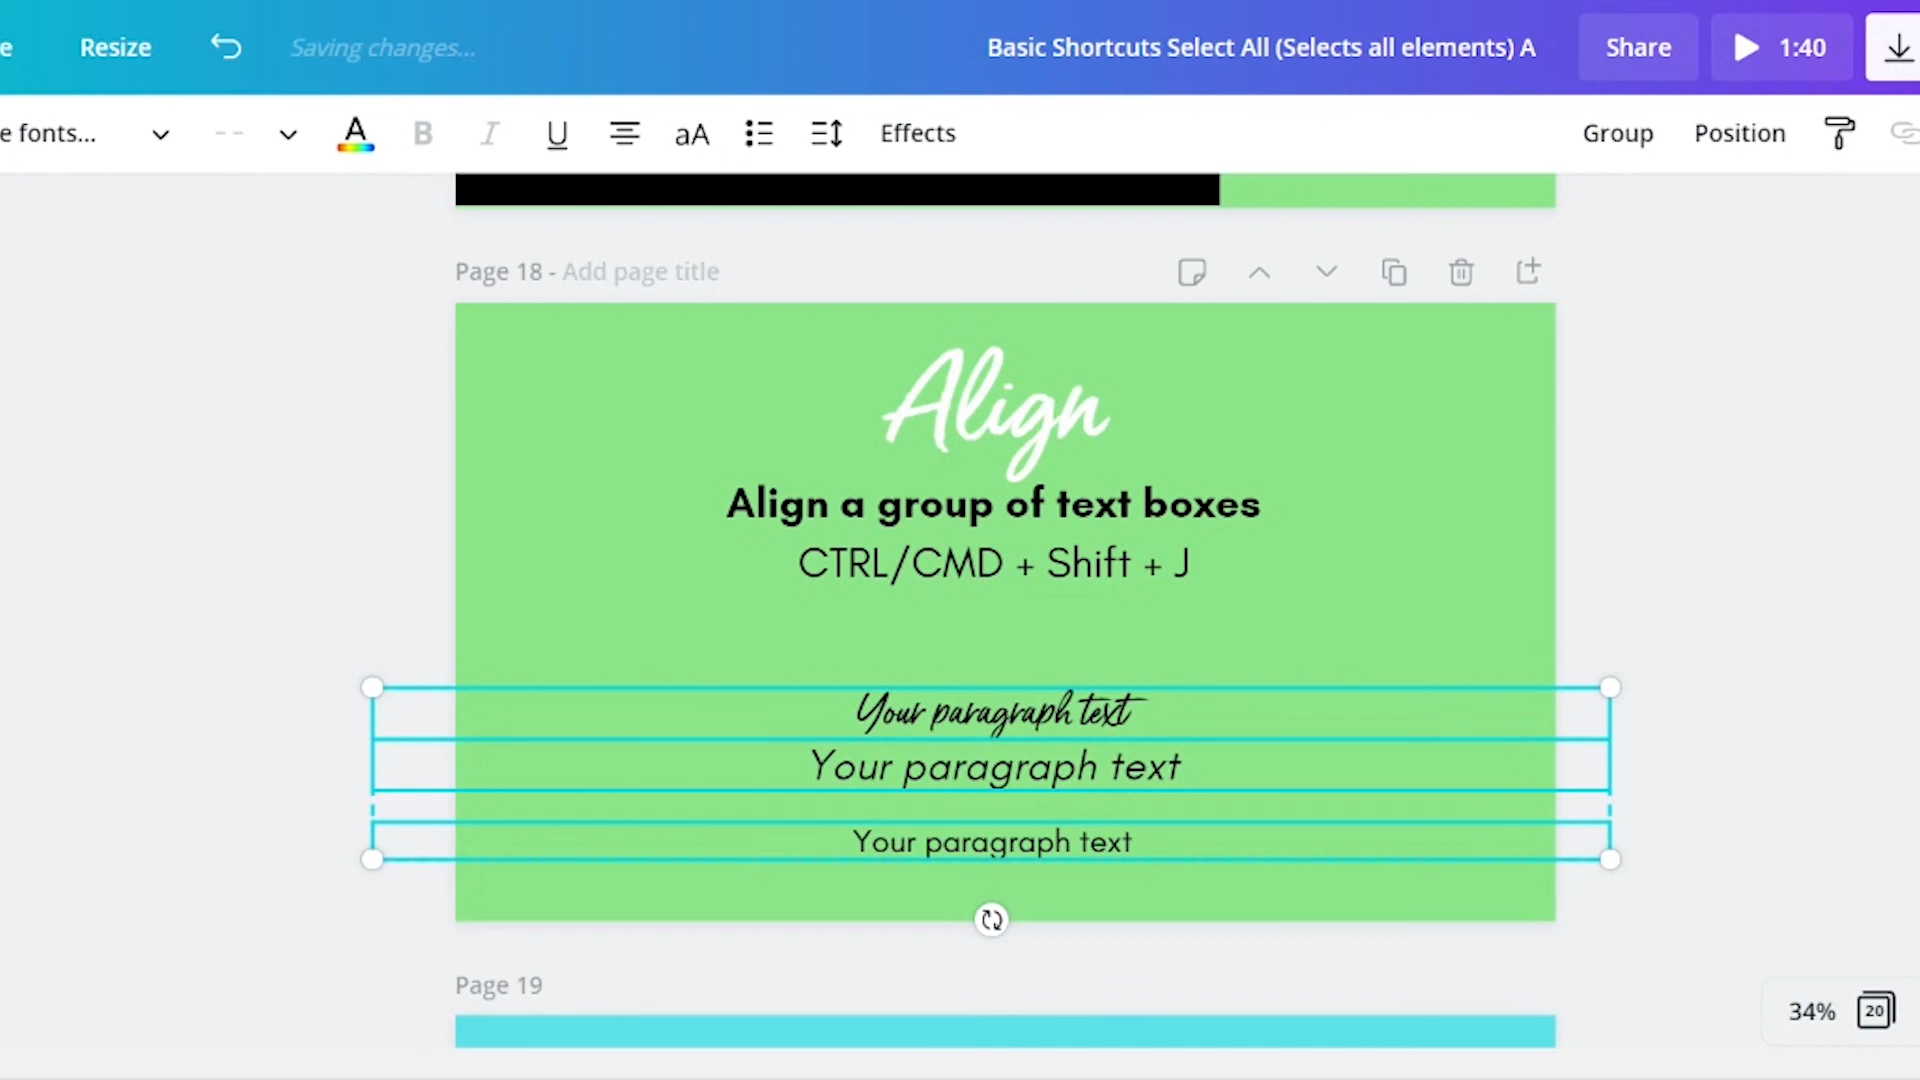 e Resize Saving changes... Basic Shortcuts Select All (Selects all elements) A Share 1:40
e fonts... -- A B I U aA Effects Group Position
Page 18 - Add page title
Align
Align a group of text boxes
CTRL/CMD + Shift + J
Your paragraph text
Your paragraph text
Your paragraph text
Page 19
34% 20